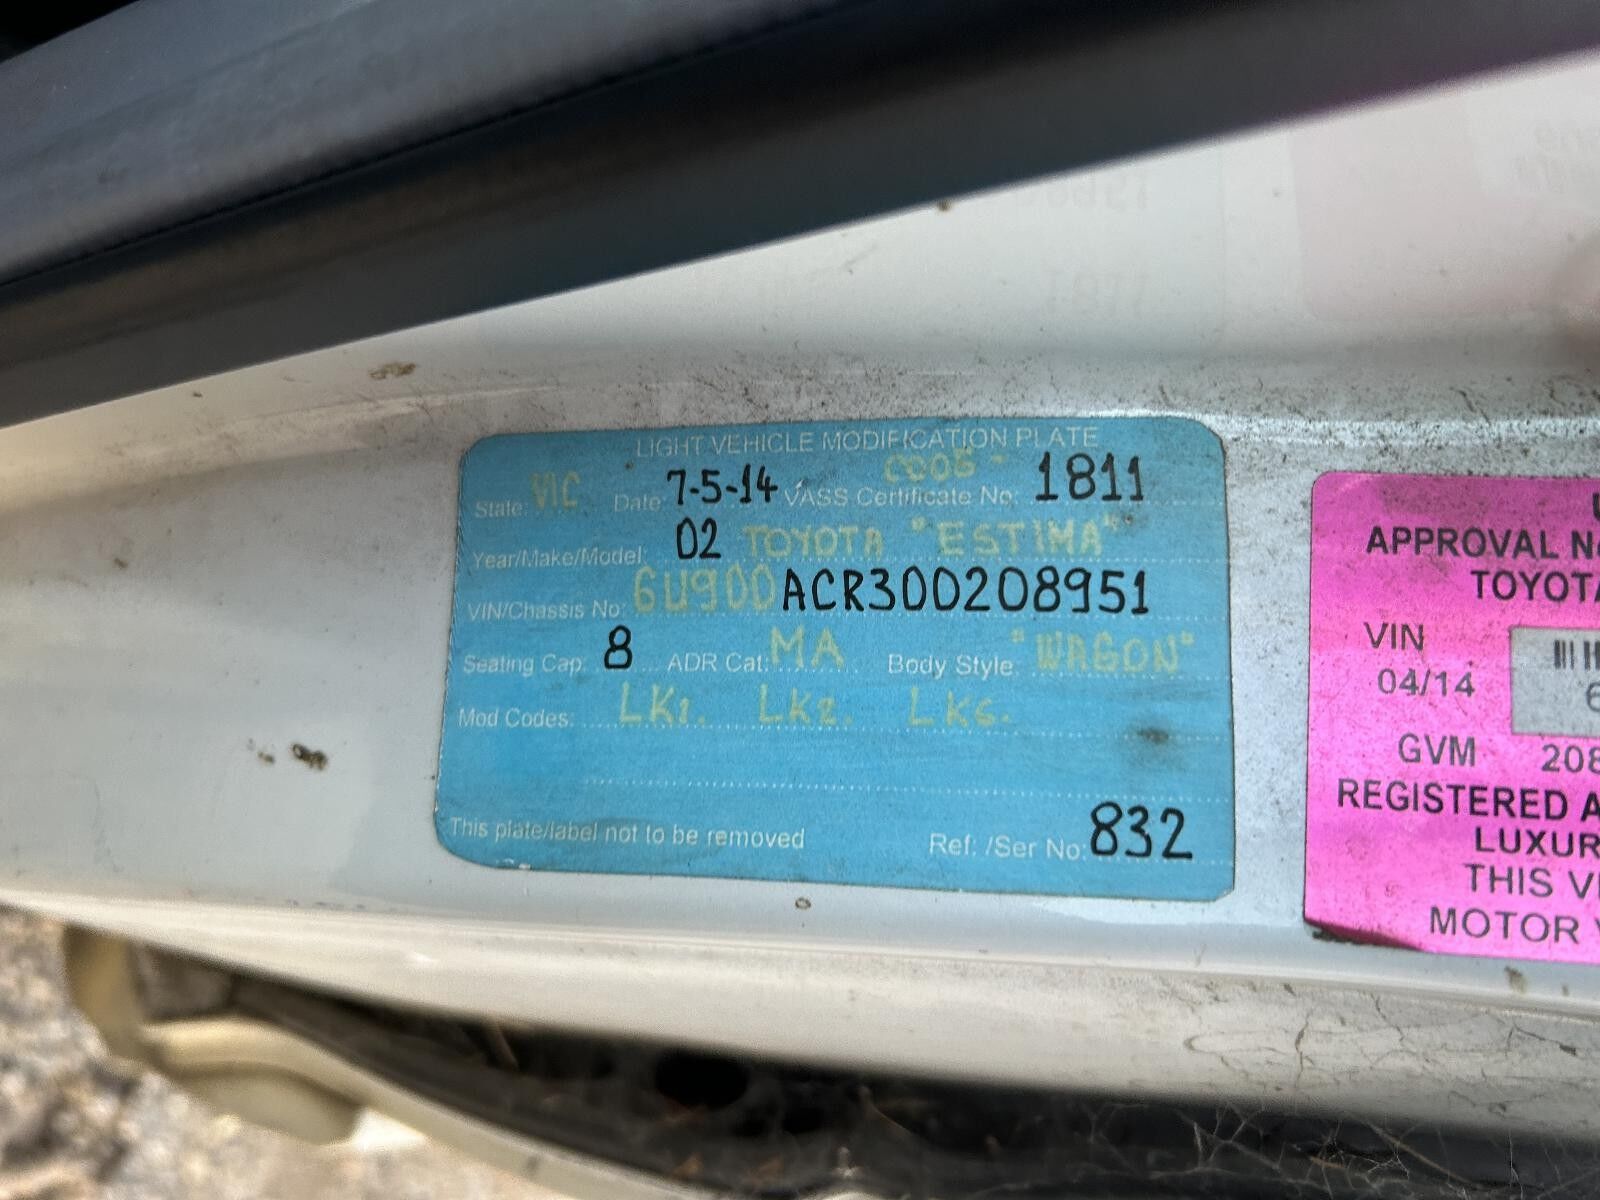 LIGHT VEHICLE MODIFICATION PLATE
State: VIC Date: 7-5-14 VASS Certificate No: C005 - 1811
Year/Make/Model: 02 TOYOTA "ESTIMA"
VIN/Chassis No: 6U900ACR300208951
Seating Cap: 8 ADR Cat: MA Body Style: "WAGON"
Mod Codes: LK1. LK2. LK6.
This plate/label not to be removed Ref. /Ser No: 832
APPROVAL
TOYOTA
VIN
04/14
6
GVM 208
REGISTERED A
LUXUR
THIS V
MOTOR V